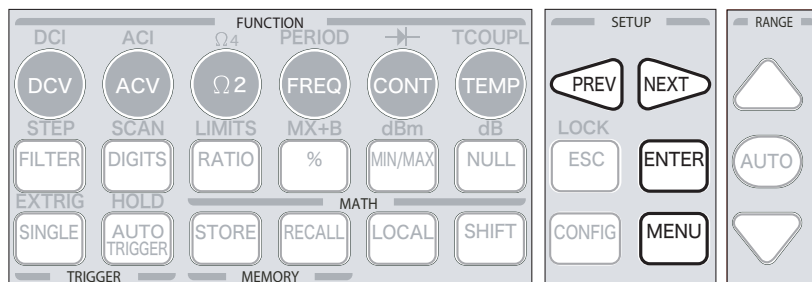 FUNCTION SETUP RANGE
DCI ACI Ω4 PERIOD TCOUPL
DCV ACV Ω2 FREQ CONT TEMP PREV NEXT
STEP SCAN LIMITS MX+B dBm dB LOCK
FILTER DIGITS RATIO % MIN/MAX NULL ESC ENTER AUTO
EXTRIG HOLD MATH
SINGLE AUTO TRIGGER STORE RECALL LOCAL SHIFT CONFIG MENU
TRIGGER MEMORY